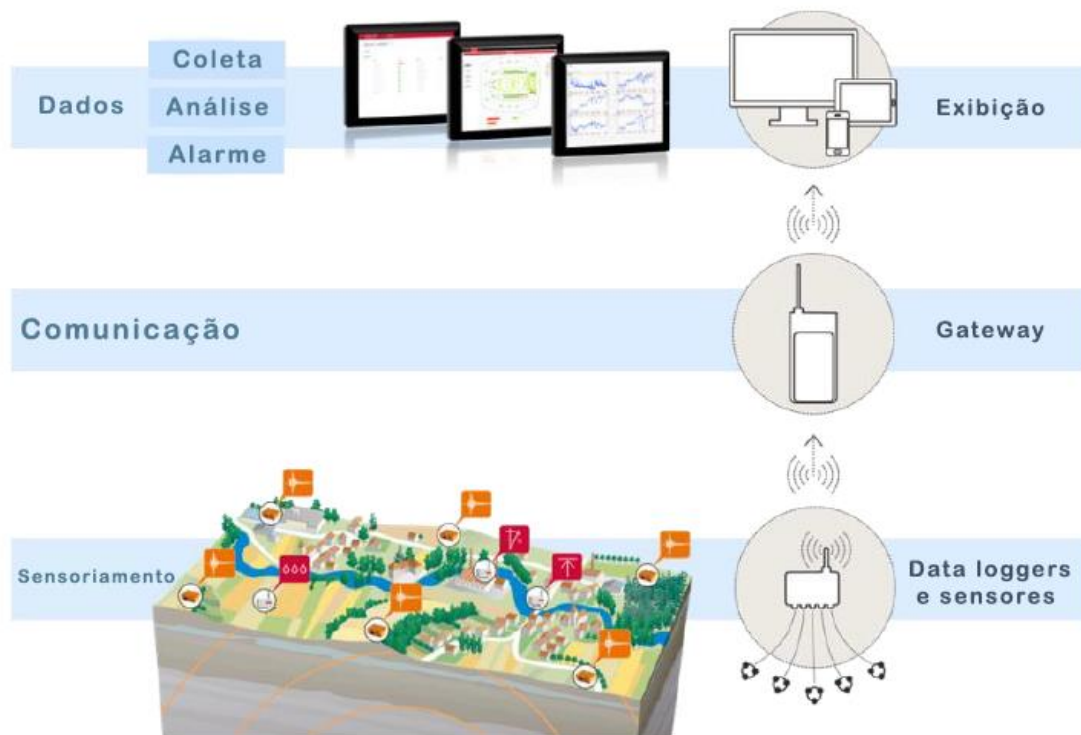 Coleta
Dados
Análise
Exibição
Alarme
Comunicação
Gateway
Sensoriamento
Data loggers
e sensores